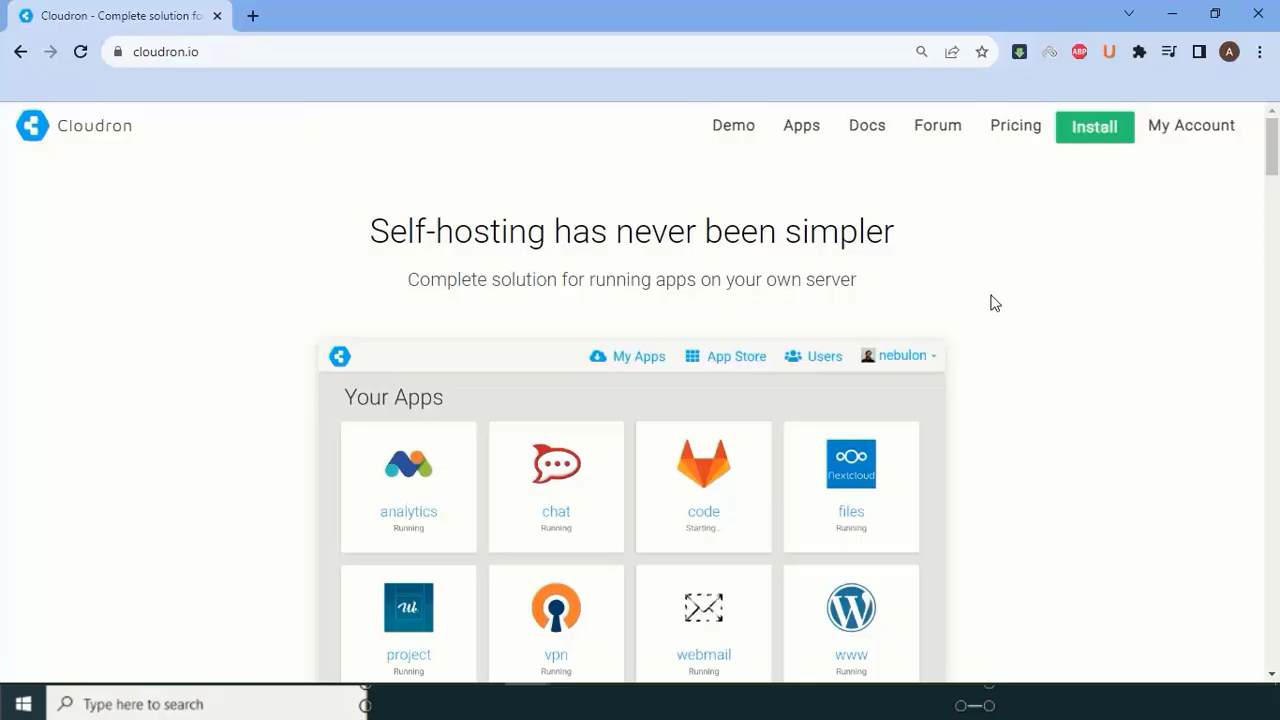 Cloudron - Complete solution fo
cloudron.io
ABP
A
Cloudron
Demo
Apps
Docs
Forum
Pricing
Install
My Account
Self-hosting has never been simpler
Complete solution for running apps on your own server
My Apps
App Store
Users
nebulon
Your Apps
analytics
Running
chat
Running
code
Starting...
Nextcloud
files
Running
project
Running
vpn
Running
webmail
Running
www
Running
Type here to search